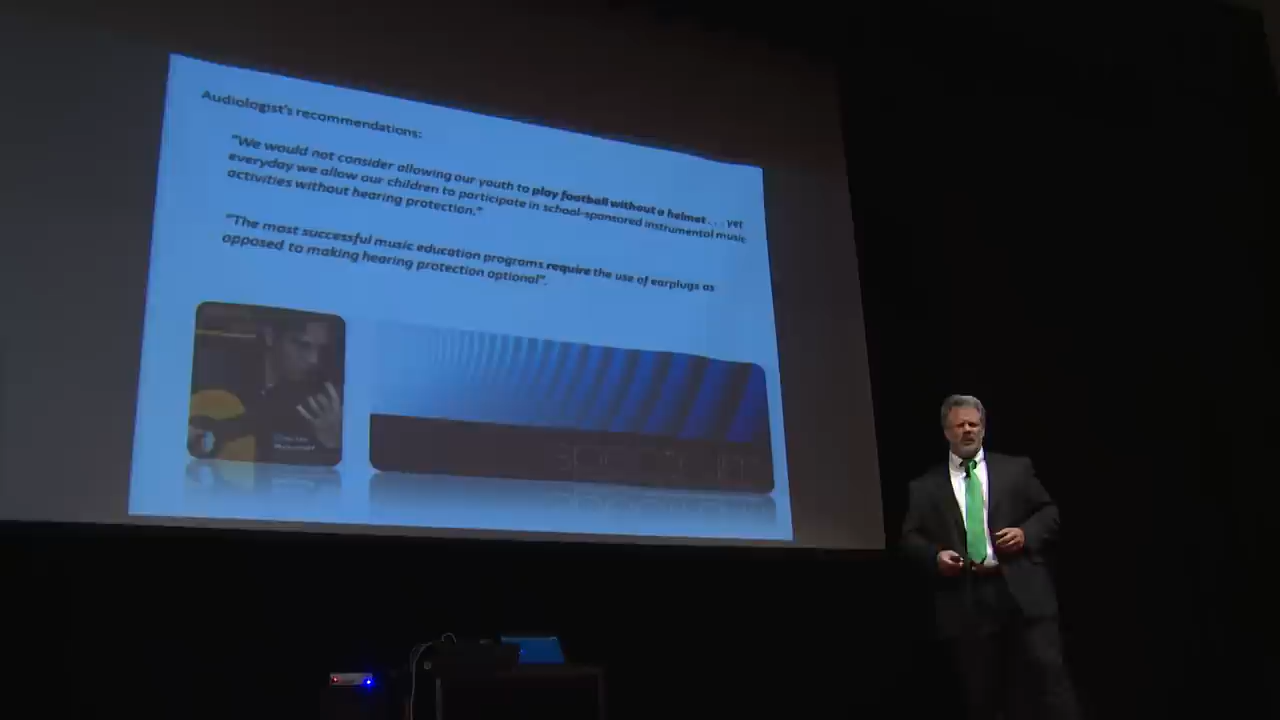 Audiologist's recommendations:
"We would not consider allowing our youth to play football without a helmet . . . yet
everyday we allow our children to participate in school-sponsored instrumental music
activities without hearing protection."
"The most successful music education programs require the use of earplugs as
opposed to making hearing protection optional".